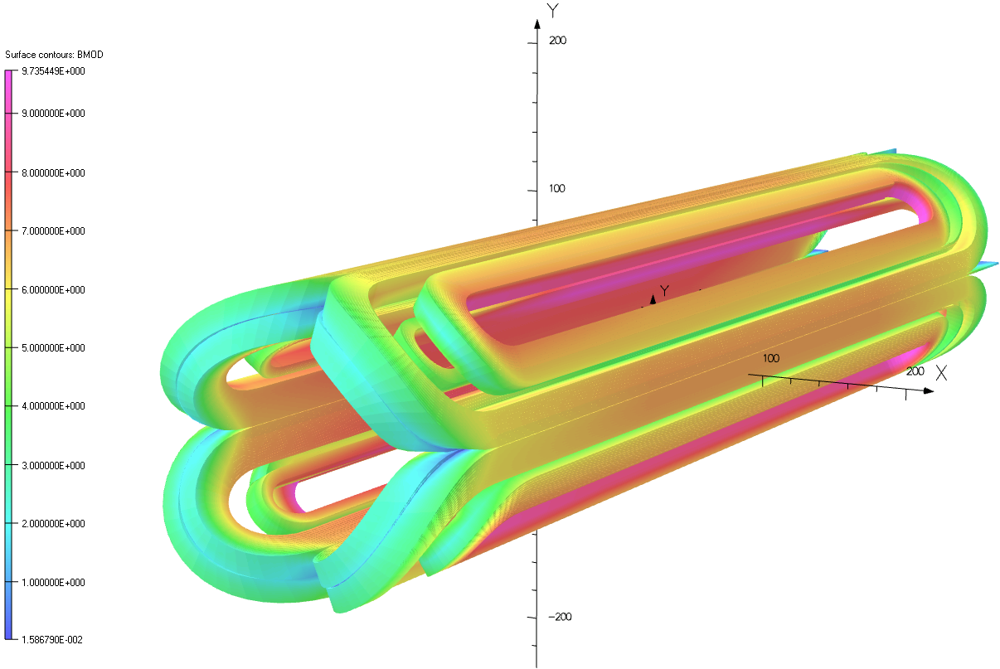 Surface contours: BMOD
9.735449E+000
9.000000E+000
8.000000E+000
7.000000E+000
6.000000E+000
5.000000E+000
4.000000E+000
3.000000E+000
2.000000E+000
1.000000E+000
1.586790E-002
Y
200
100
Y
100
200
X
-200